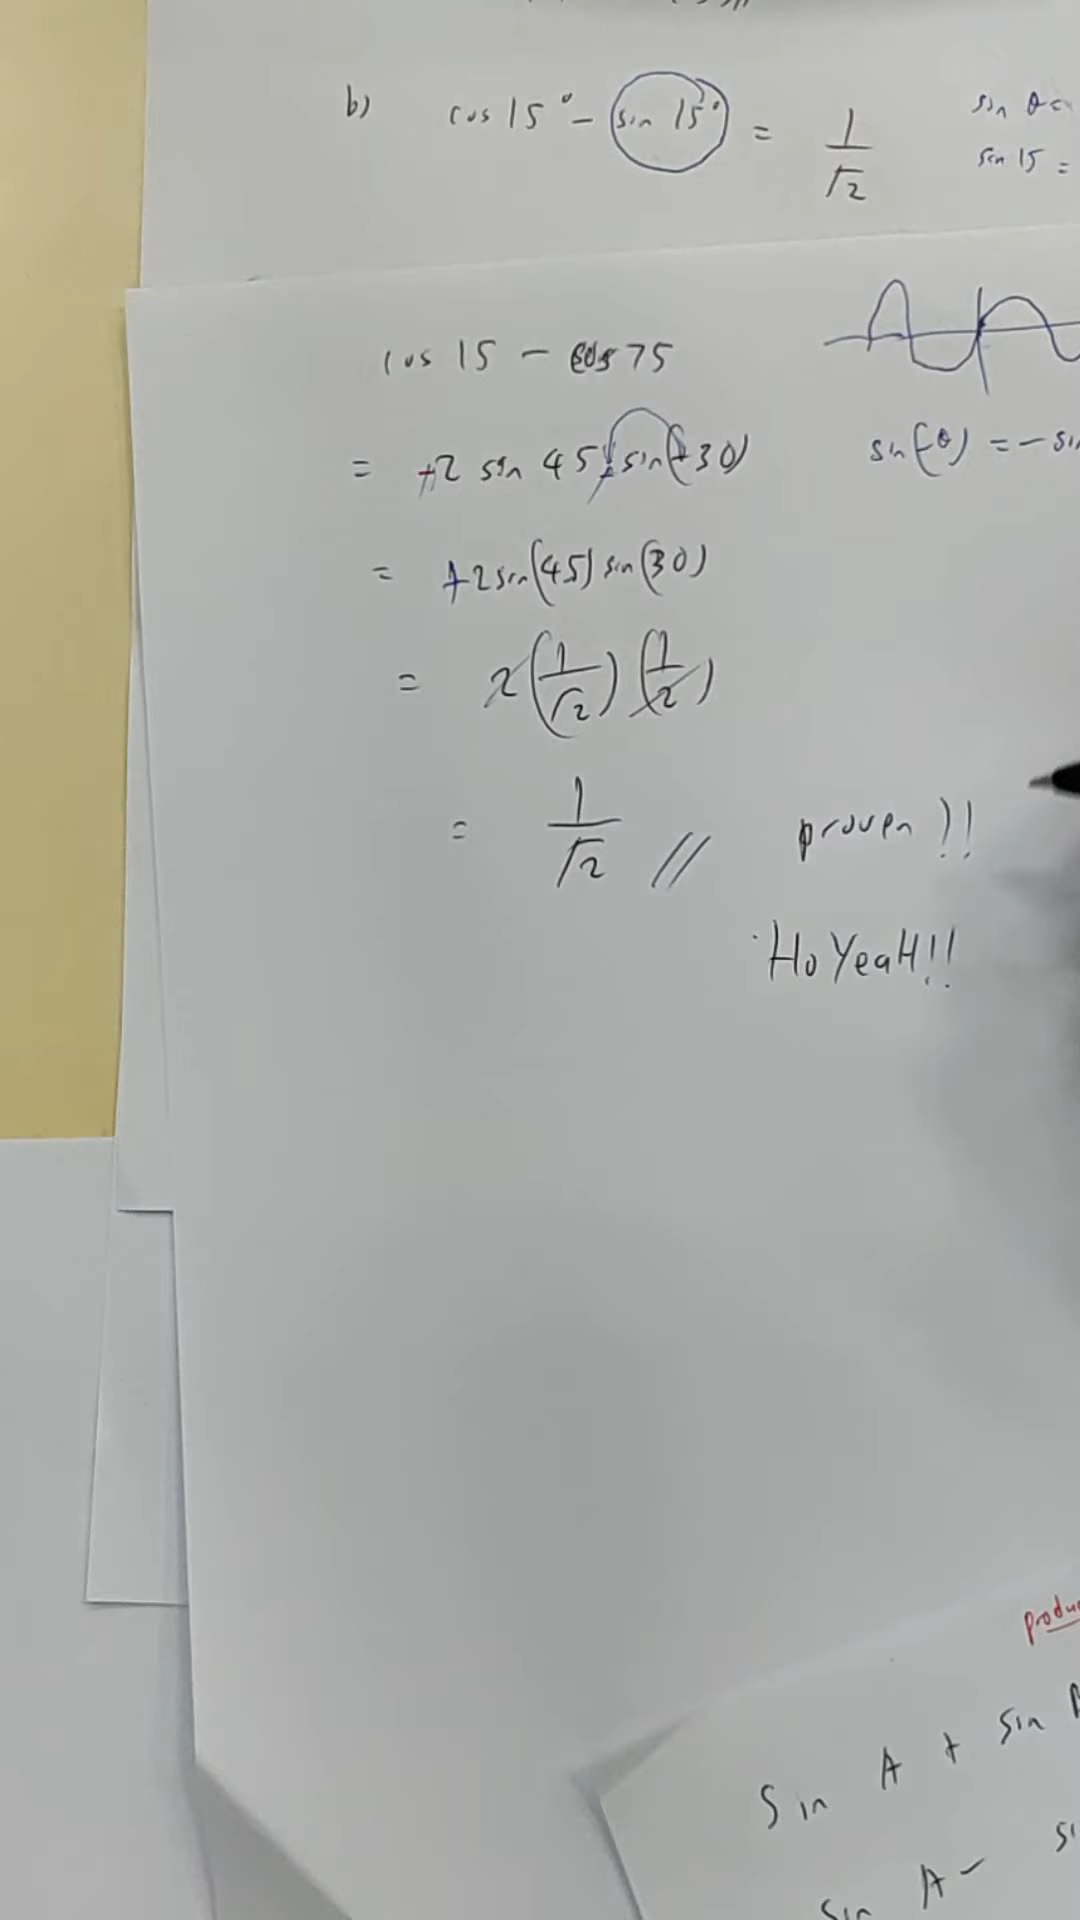 b) cos 15° - sin 15° = 1/√2
sin θ =
sin 15 =
cos 15 - cos 75
= +2 sin 45 sin(+30)
sin(-θ) = - sin
= +2 sin(45) sin(30)
= 2(1/√2)(1/2)
= 1/√2 // proven !!
HoYeaH!!
produ
Sin A + sin
sin A -